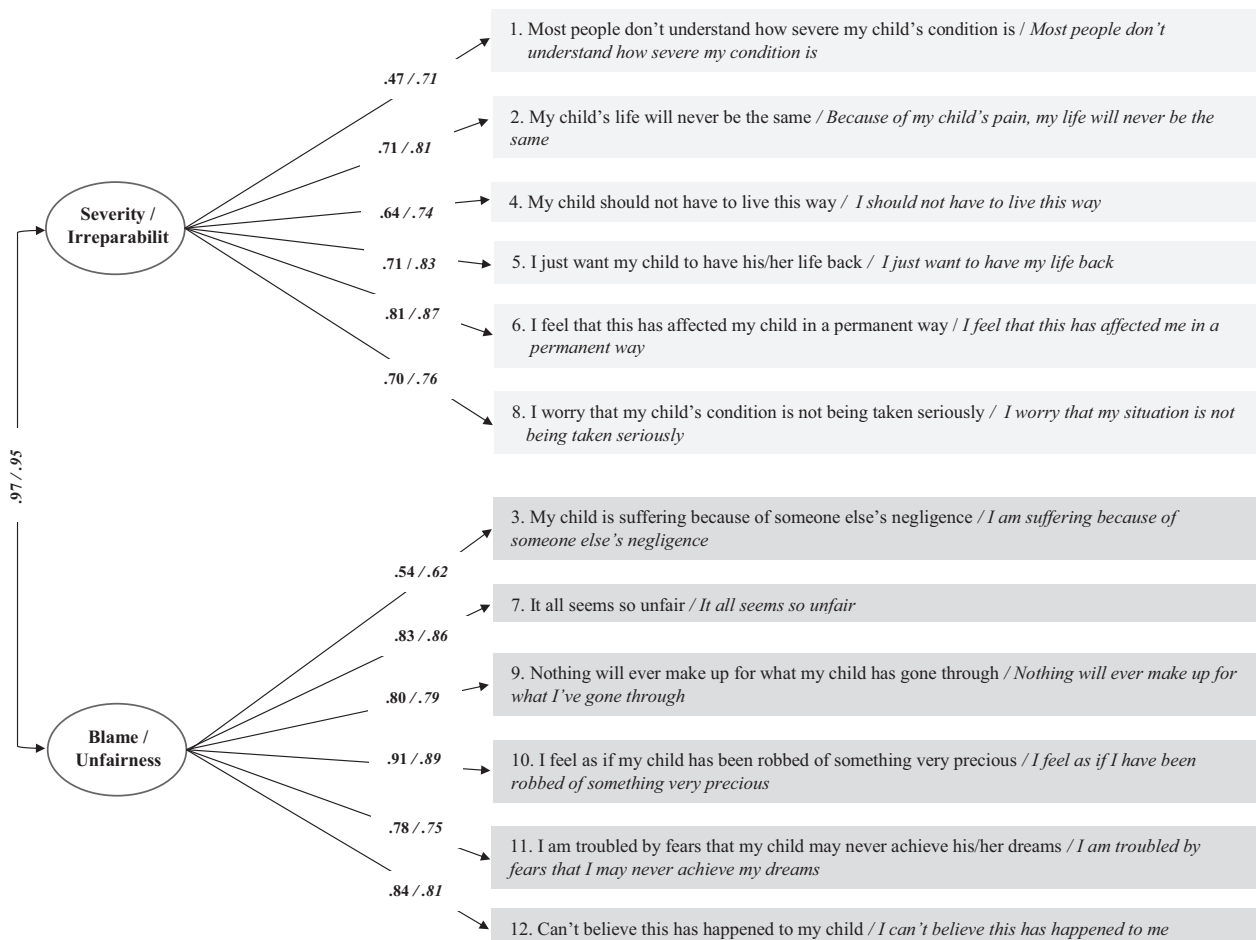 1. Most people don't understand how severe my child's condition is / Most people don't
understand how severe my condition is
.47 / .71
2. My child's life will never be the same / Because of my child's pain, my life will never be the
same
.71 / .81
Severity /
Irreparabilit
4. My child should not have to live this way / I should not have to live this way
.64 / .74
5. I just want my child to have his/her life back / I just want to have my life back
.71 / .83
6. I feel that this has affected my child in a permanent way / I feel that this has affected me in a
permanent way
.81 / .87
.70 / .76
8. I worry that my child's condition is not being taken seriously / I worry that my situation is not
being taken seriously
.97 / .95
3. My child is suffering because of someone else's negligence / I am suffering because of
someone else's negligence
.54 / .62
7. It all seems so unfair / It all seems so unfair
.83 / .86
9. Nothing will ever make up for what my child has gone through / Nothing will ever make up for
what I've gone through
.80 / .79
Blame /
Unfairness
10. I feel as if my child has been robbed of something very precious / I feel as if I have been
robbed of something very precious
.91 / .89
.78 / .75
11. I am troubled by fears that my child may never achieve his/her dreams / I am troubled by
fears that I may never achieve my dreams
.84 / .81
12. Can't believe this has happened to my child / I can't believe this has happened to me